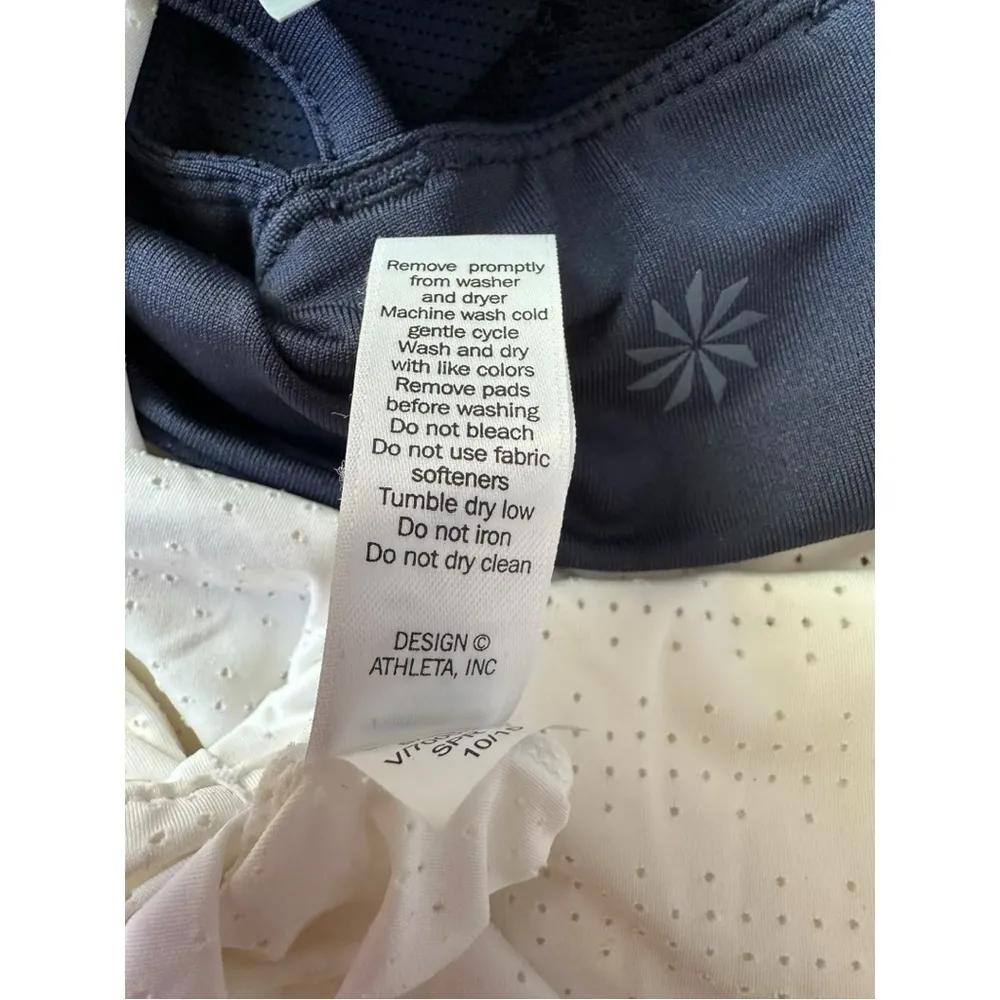 Remove promptly
from washer
and dryer
Machine wash cold
gentle cycle
Wash and dry
with like colors
Remove pads
before washing
Do not bleach
Do not use fabric
softeners
Tumble dry low
Do not iron
Do not dry clean
DESIGN ©
ATHLETA, INC